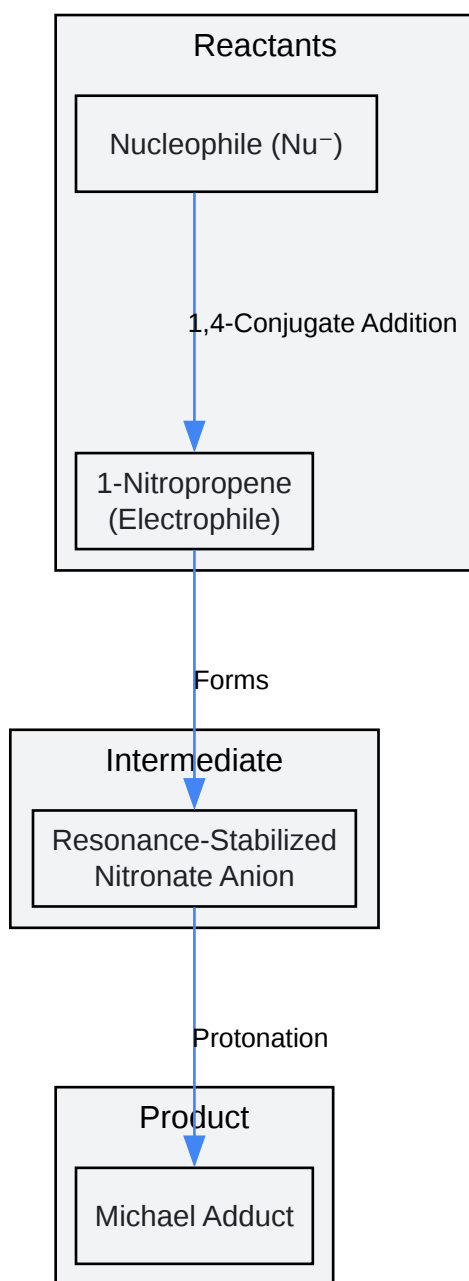 Reactants
Nucleophile (Nu⁻)
1,4-Conjugate Addition
1-Nitropropene
(Electrophile)
Forms
Intermediate
Resonance-Stabilized
Nitronate Anion
Protonation
Product
Michael Adduct